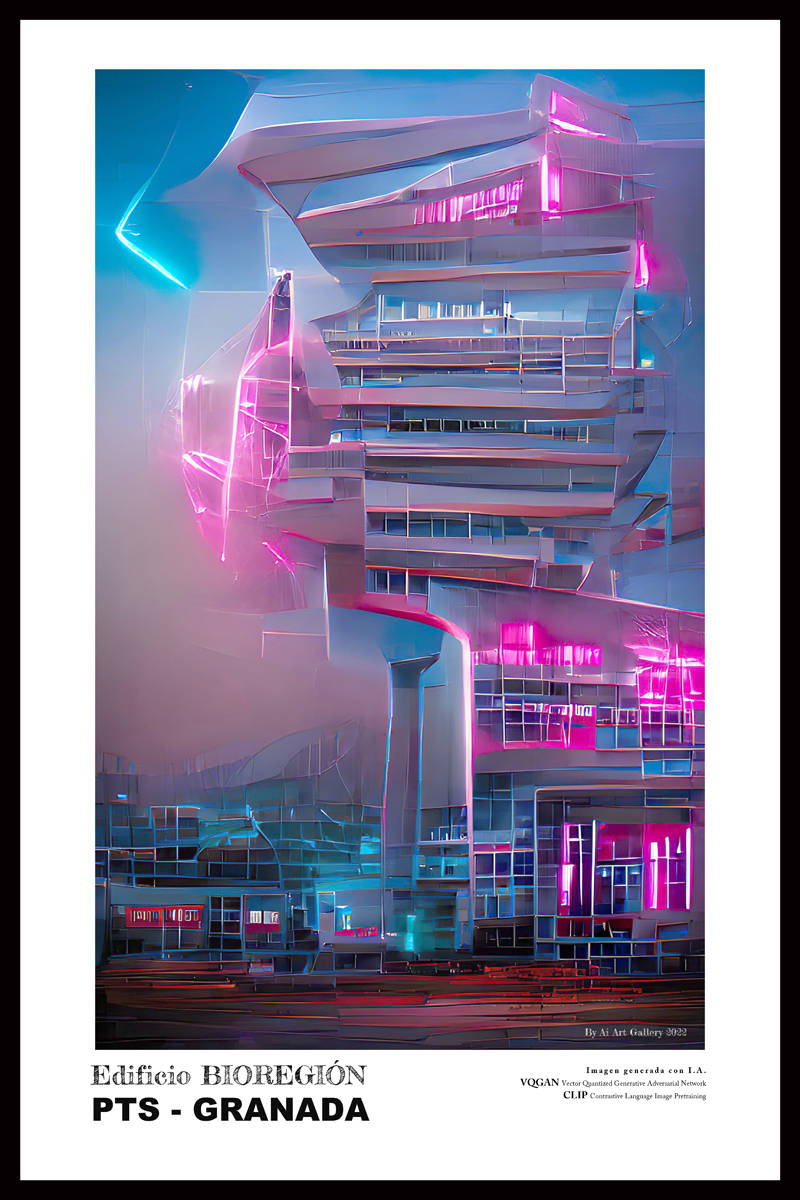 By Ai Art Gallery 2022
Edificio BIOREGIÓN
PTS - GRANADA
Imagen generada con I.A.
VQGAN Vector Quantized Generative Adversarial Network
CLIP Contrastive Language Image Pretraining